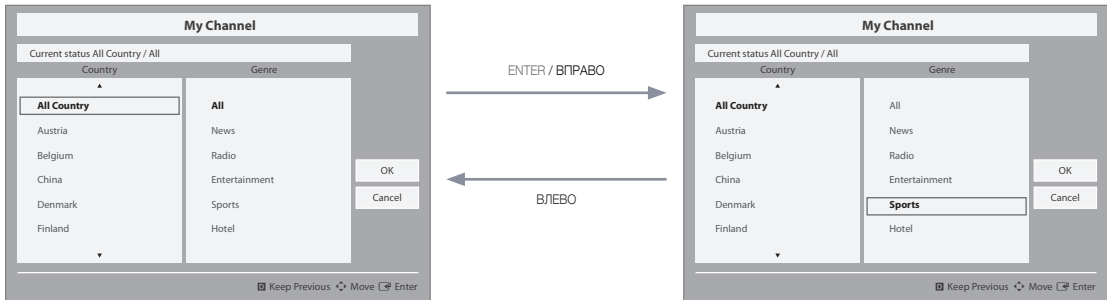 My Channel
Current status All Country / All
Country Genre
All Country All
Austria News
Belgium Radio
China Entertainment
Denmark Sports
Finland Hotel
OK
Cancel
D Keep Previous Move Enter
ENTER / ВПРАВО
ВЛЕВО
My Channel
Current status All Country / All
Country Genre
All Country All
Austria News
Belgium Radio
China Entertainment
Denmark Sports
Finland Hotel
OK
Cancel
D Keep Previous Move Enter